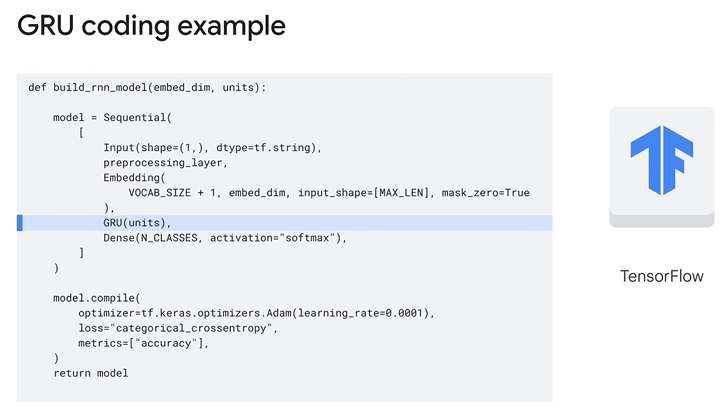 GRU coding example
def build_rnn_model(embed_dim, units):
model = Sequential(
[
Input(shape=(1,), dtype=tf.string),
preprocessing_layer,
Embedding(
VOCAB_SIZE + 1, embed_dim, input_shape=[MAX_LEN], mask_zero=True
),
GRU(units),
Dense(N_CLASSES, activation="softmax"),
]
)
model.compile(
optimizer=tf.keras.optimizers.Adam(learning_rate=0.0001),
loss="categorical_crossentropy",
metrics=["accuracy"],
)
return model
TensorFlow